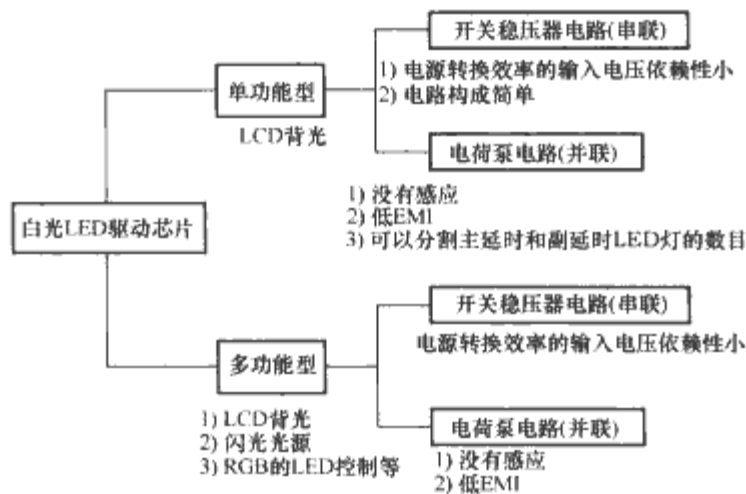 开关稳压器电路(串联)
1) 电源转换效率的输入电压依赖性小
2) 电路构成简单
单功能型
LCD背光
电荷泵电路(并联)
1) 没有感应
2) 低EMI
3) 可以分割主延时和副延时LED灯的数目
白光LED驱动芯片
开关稳压器电路(串联)
电源转换效率的输入电压依赖性小
多功能型
1) LCD背光
2) 闪光光源
3) RGB的LED控制等
电荷泵电路(并联)
1) 没有感应
2) 低EMI